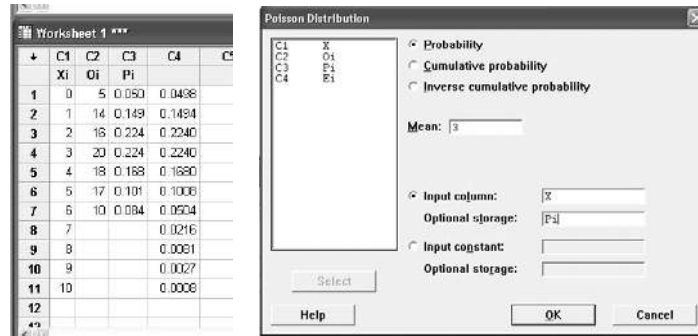 Worksheet 1 ***
↓ C1 C2 C3 C4 C5
Xi Oi Pi
1 0 5 0.050 0.0498
2 1 14 0.149 0.1494
3 2 16 0.224 0.2240
4 3 20 0.224 0.2240
5 4 18 0.168 0.1680
6 5 17 0.101 0.1008
7 6 10 0.084 0.0504
8 7 0.0216
9 8 0.0081
10 9 0.0027
11 10 0.0008
12
Poisson Distribution
C1 X
C2 Oi
C3 Pi
C4 Ei
Probability
Cumulative probability
Inverse cumulative probability
Mean: 3
Input column: X
Optional storage: Pi
Input constant:
Optional storage:
Select
Help
OK
Cancel